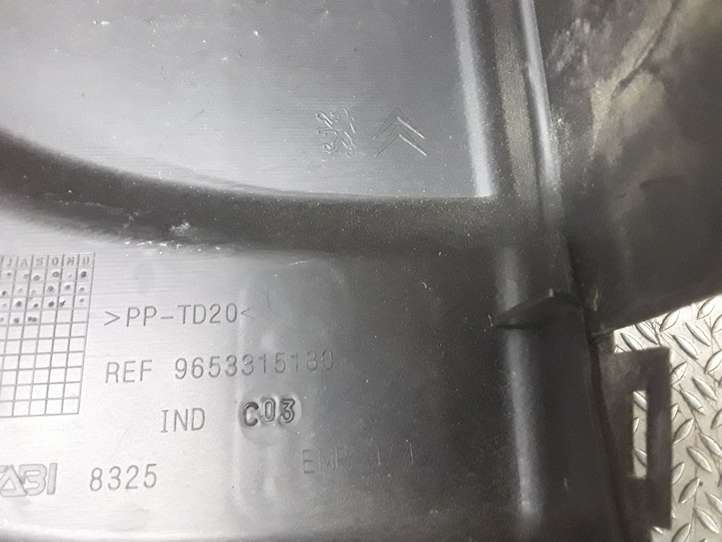 J A S O N D
>PP-TD20<
REF 9653315180
IND C03
8325